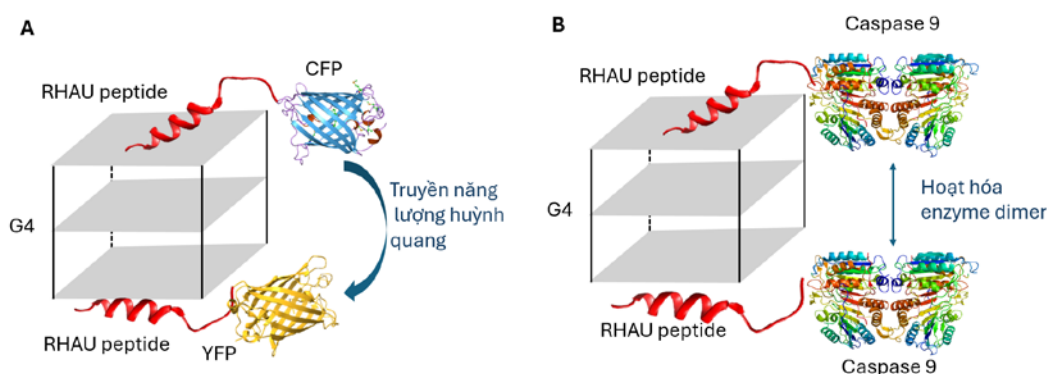 A
CFP
RHAU peptide
Truyền năng
lượng huỳnh
quang
G4
RHAU peptide
YFP
B
Caspase 9
RHAU peptide
Hoạt hóa
enzyme dimer
G4
RHAU peptide
Caspase 9